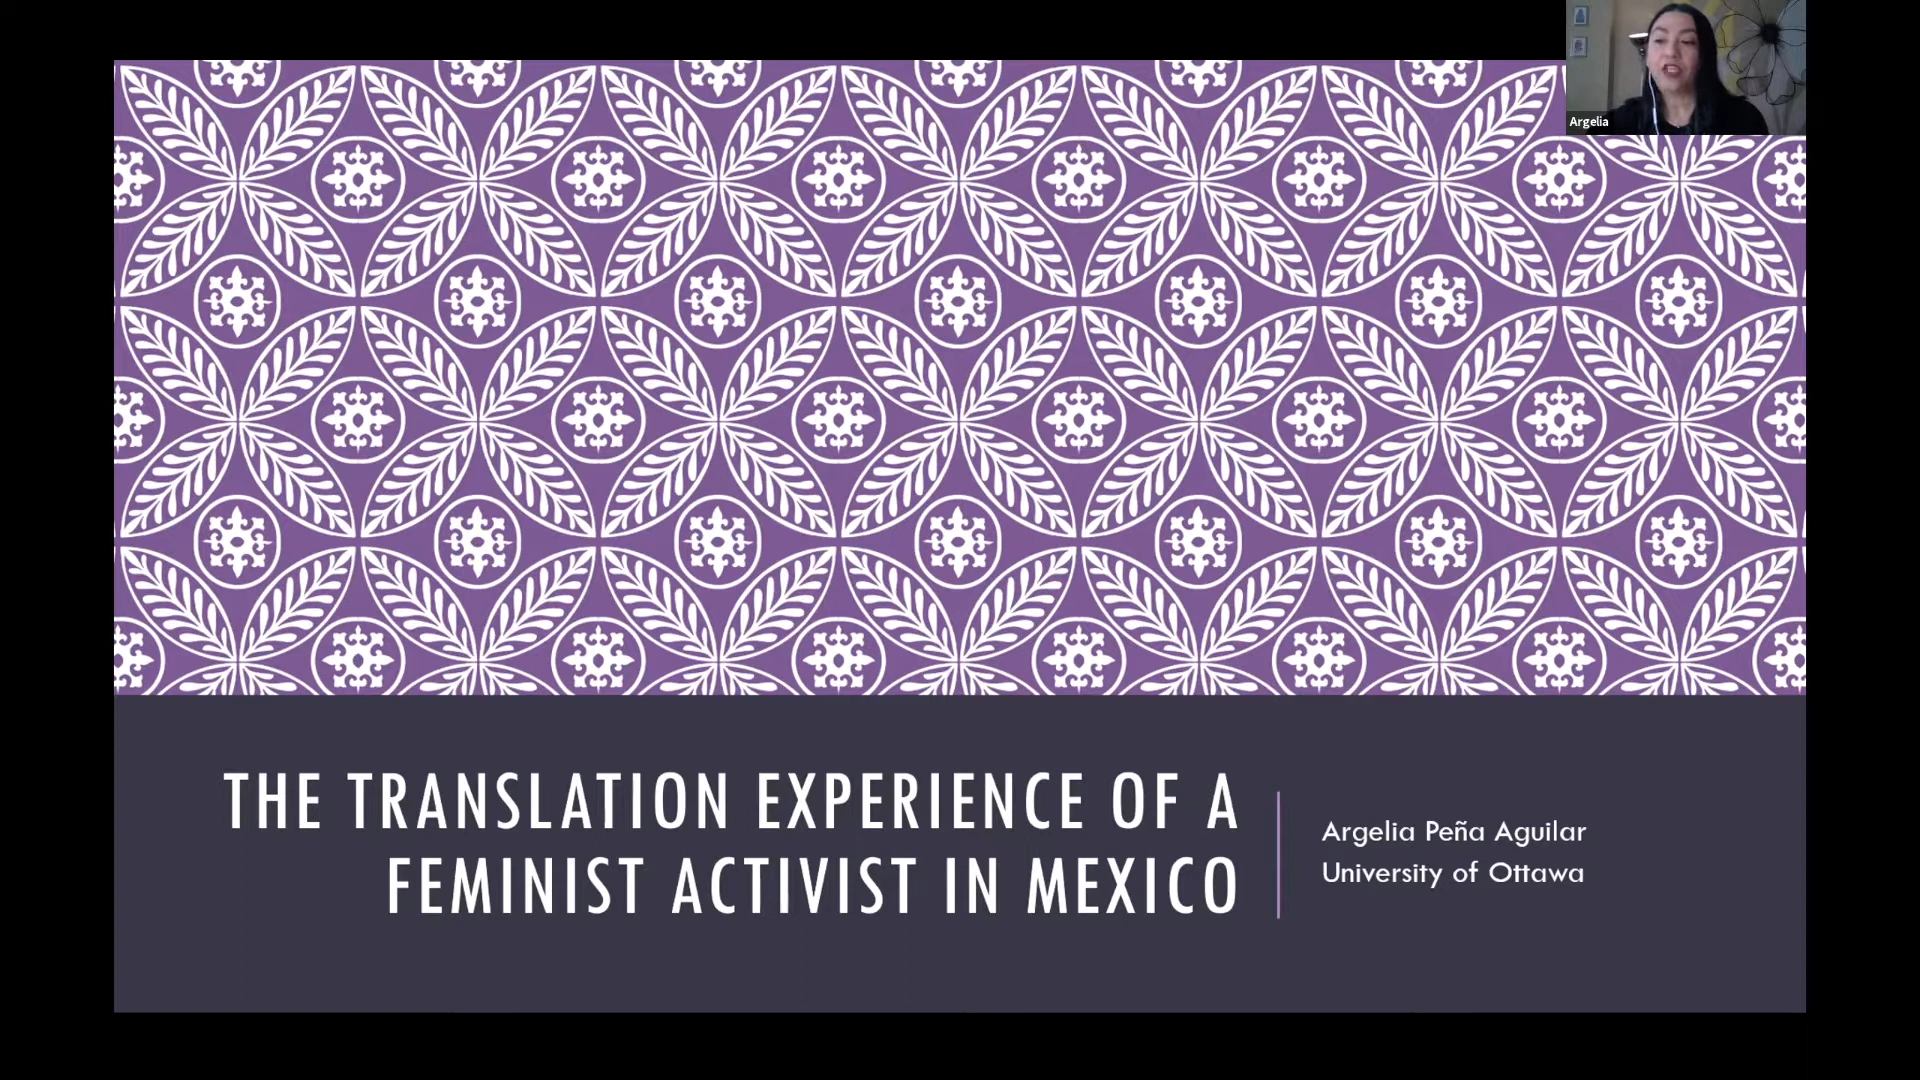 Argelia
THE TRANSLATION EXPERIENCE OF A
FEMINIST ACTIVIST IN MEXICO
Argelia Peña Aguilar
University of Ottawa